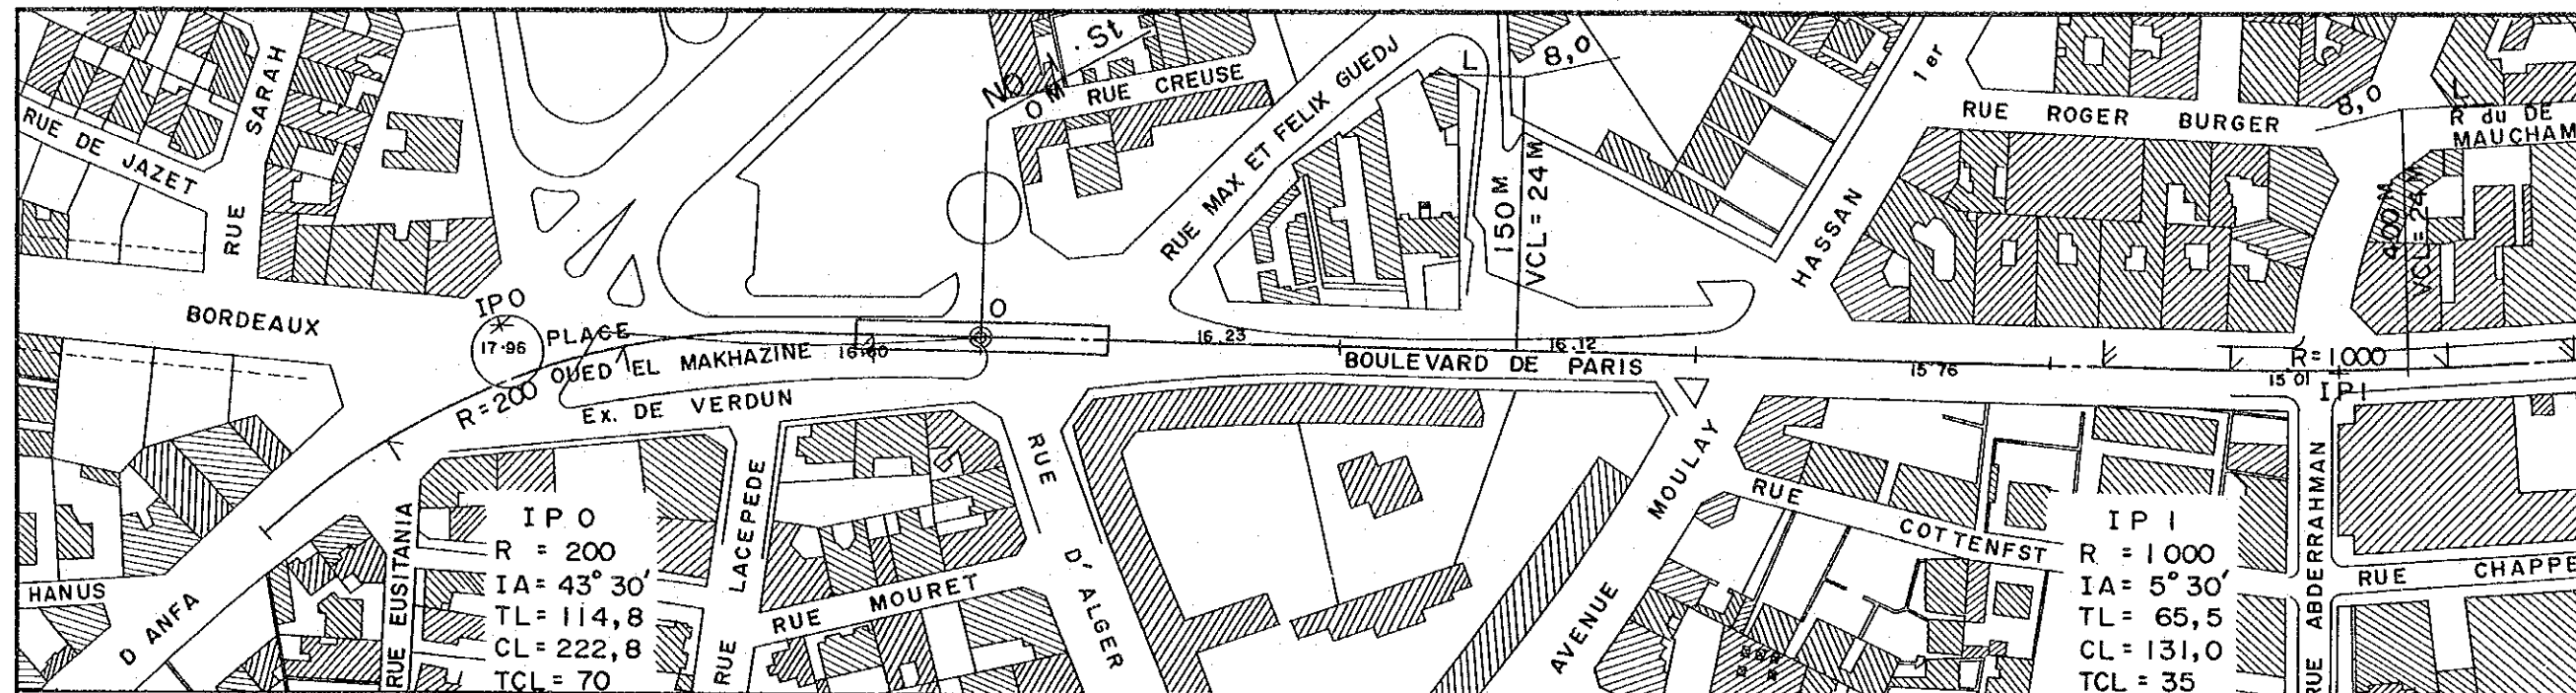 RUE SARAH
RUE DE JAZET
BORDEAUX
HANUS
D ANFA
RUE EUSITANIA
IPO
17.96
PLACE
OUED EL MAKHAZINE
Ex. DE VERDUN
R=200
16.60
I P O
R = 200
IA= 43° 30′
TL= 114,8
CL= 222,8
TCL= 70
RUE LACEPEDE
RUE MOURET
RUE D' ALGER
NO 1 . St
0 M
RUE CREUSE
O
RUE MAX ET FELIX GUEDJ
L
8,0
150 M
VCL = 24 M
16.23
16.12
BOULEVARD DE PARIS
AVENUE MOULAY HASSAN 1er
15.76
15.01
RUE ROGER BURGER
8,0
L
R du DE
MAUCHAM
400 M
VCL= 24 M
R=1000
IP1
RUE COTTENFST
I P I
R = 1000
IA= 5° 30′
TL= 65,5
CL= 131,0
TCL = 35
RUE ABDERRAHMAN
RUE CHAPPE